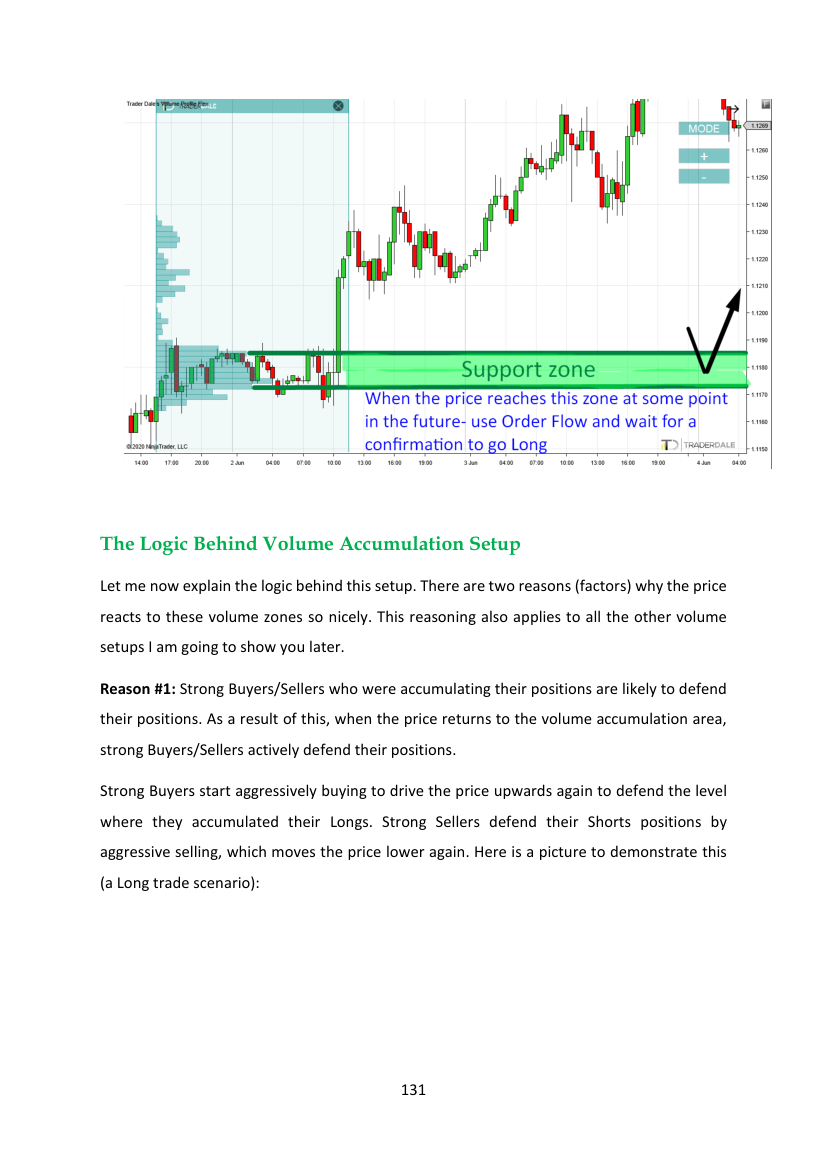 Trader Dale's Volume Profile Flex
TRADERDALE
MODE
+
-
1.1269
1.1260
1.1250
1.1240
1.1230
1.1220
1.1210
1.1200
1.1190
1.1180
1.1170
1.1160
1.1150
Support zone
When the price reaches this zone at some point
in the future- use Order Flow and wait for a
confirmation to go Long
© 2020 NinjaTrader, LLC
TRADERDALE
14:00 17:00 20:00 2 Jun 04:00 07:00 10:00 13:00 16:00 19:00 3 Jun 04:00 07:00 10:00 13:00 16:00 19:00 4 Jun 04:00
The Logic Behind Volume Accumulation Setup
Let me now explain the logic behind this setup. There are two reasons (factors) why the price
reacts to these volume zones so nicely. This reasoning also applies to all the other volume
setups I am going to show you later.
Reason #1: Strong Buyers/Sellers who were accumulating their positions are likely to defend
their positions. As a result of this, when the price returns to the volume accumulation area,
strong Buyers/Sellers actively defend their positions.
Strong Buyers start aggressively buying to drive the price upwards again to defend the level
where they accumulated their Longs. Strong Sellers defend their Shorts positions by
aggressive selling, which moves the price lower again. Here is a picture to demonstrate this
(a Long trade scenario):
131